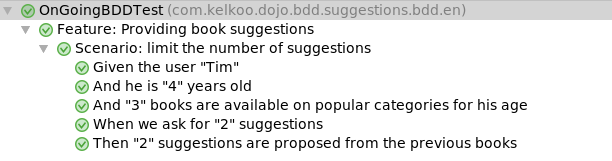 OnGoingBDDTest (com.kelkoo.dojo.bdd.suggestions.bdd.en)
Feature: Providing book suggestions
Scenario: limit the number of suggestions
Given the user "Tim"
And he is "4" years old
And "3" books are available on popular categories for his age
When we ask for "2" suggestions
Then "2" suggestions are proposed from the previous books